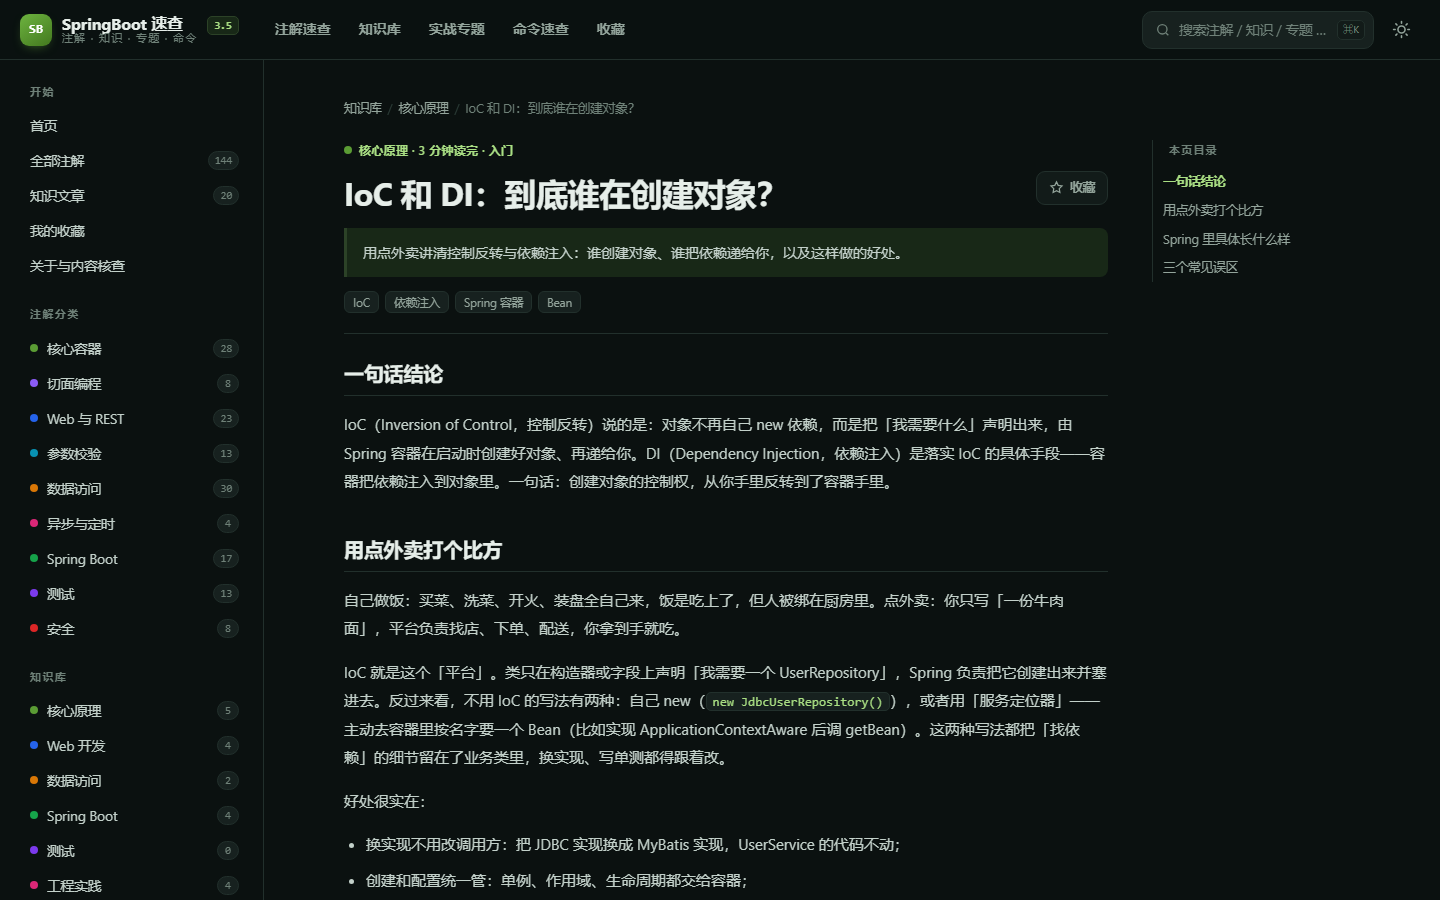 SB
SpringBoot 速查
3.5
注解 · 知识 · 专题 · 命令
注解速查
知识库
实战专题
命令速查
收藏
搜索注解 / 知识 / 专题 ...
⌘K
开始
首页
全部注解 144
知识文章 20
我的收藏
关于与内容核查
注解分类
核心容器 28
切面编程 8
Web 与 REST 23
参数校验 13
数据访问 30
异步与定时 4
Spring Boot 17
测试 13
安全 8
知识库
核心原理 5
Web 开发 4
数据访问 2
Spring Boot 4
测试 0
工程实践 4
知识库 / 核心原理 / IoC 和 DI：到底谁在创建对象？
核心原理 · 3 分钟读完 · 入门
IoC 和 DI：到底谁在创建对象？
收藏
用点外卖讲清控制反转与依赖注入：谁创建对象、谁把依赖递给你，以及这样做的好处。
IoC
依赖注入
Spring 容器
Bean
一句话结论
IoC（Inversion of Control，控制反转）说的是：对象不再自己 new 依赖，而是把「我需要什么」声明出来，由
Spring 容器在启动时创建好对象、再递给你。DI（Dependency Injection，依赖注入）是落实 IoC 的具体手段——容
器把依赖注入到对象里。一句话：创建对象的控制权，从你手里反转到了容器手里。
用点外卖打个比方
自己做饭：买菜、洗菜、开火、装盘全自己来，饭是吃上了，但人被绑在厨房里。点外卖：你只写「一份牛肉
面」，平台负责找店、下单、配送，你拿到手就吃。
IoC 就是这个「平台」。类只在构造器或字段上声明「我需要一个 UserRepository」，Spring 负责把它创建出来并塞
进去。反过来看，不用 IoC 的写法有两种：自己 new（new JdbcUserRepository()），或者用「服务定位器」——
主动去容器里按名字要一个 Bean（比如实现 ApplicationContextAware 后调 getBean）。这两种写法都把「找依
赖」的细节留在了业务类里，换实现、写单测都得跟着改。
好处很实在：
• 换实现不用改调用方：把 JDBC 实现换成 MyBatis 实现，UserService 的代码不动；
• 创建和配置统一管：单例、作用域、生命周期都交给容器；
本页目录
一句话结论
用点外卖打个比方
Spring 里具体长什么样
三个常见误区